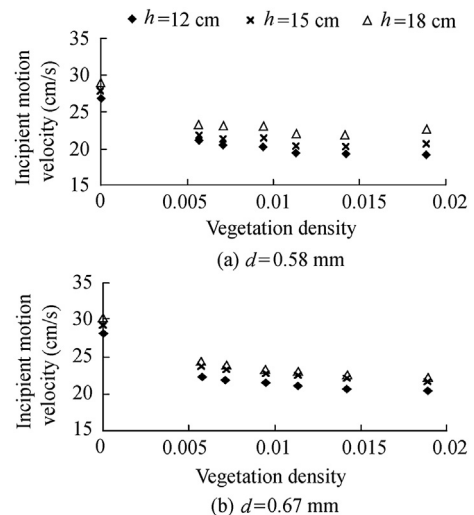 ◆ h=12 cm × h=15 cm △ h=18 cm
Incipient motion
velocity (cm/s)
35
30
25
20
15
0 0.005 0.01 0.015 0.02
Vegetation density
(a) d=0.58 mm
Incipient motion
velocity (cm/s)
35
30
25
20
15
0 0.005 0.01 0.015 0.02
Vegetation density
(b) d=0.67 mm